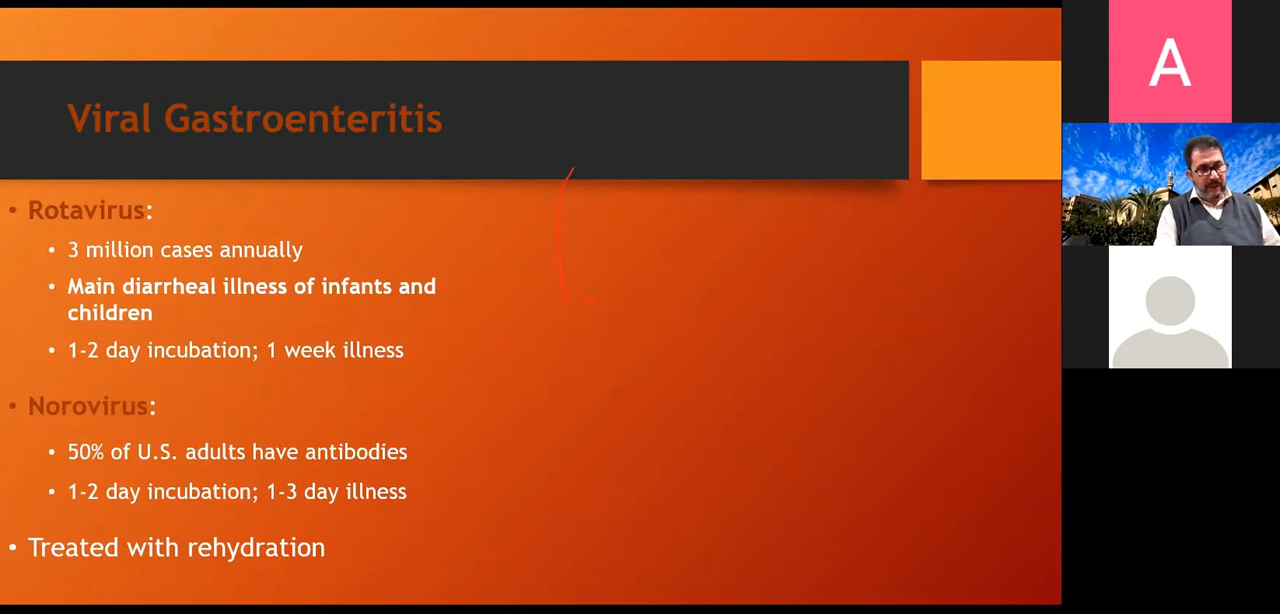 Viral Gastroenteritis
• Rotavirus:
• 3 million cases annually
• Main diarrheal illness of infants and
children
• 1-2 day incubation; 1 week illness
• Norovirus:
• 50% of U.S. adults have antibodies
• 1-2 day incubation; 1-3 day illness
• Treated with rehydration
A